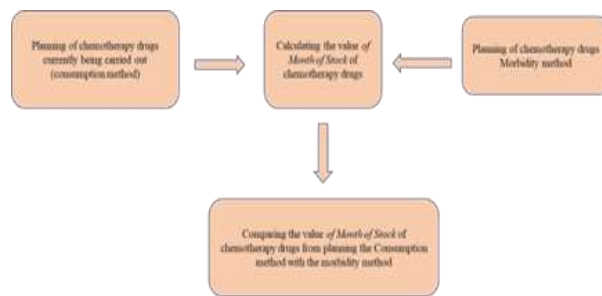 Planning of chemotherapy drugs
currently being carried out
(consumption method)
Calculating the value of
Month of Stock of
chemotherapy drugs
Planning of chemotherapy drugs
Morbidity method
Comparing the value of Month of Stock of
chemotherapy drugs from planning the Consumption
method with the morbidity method